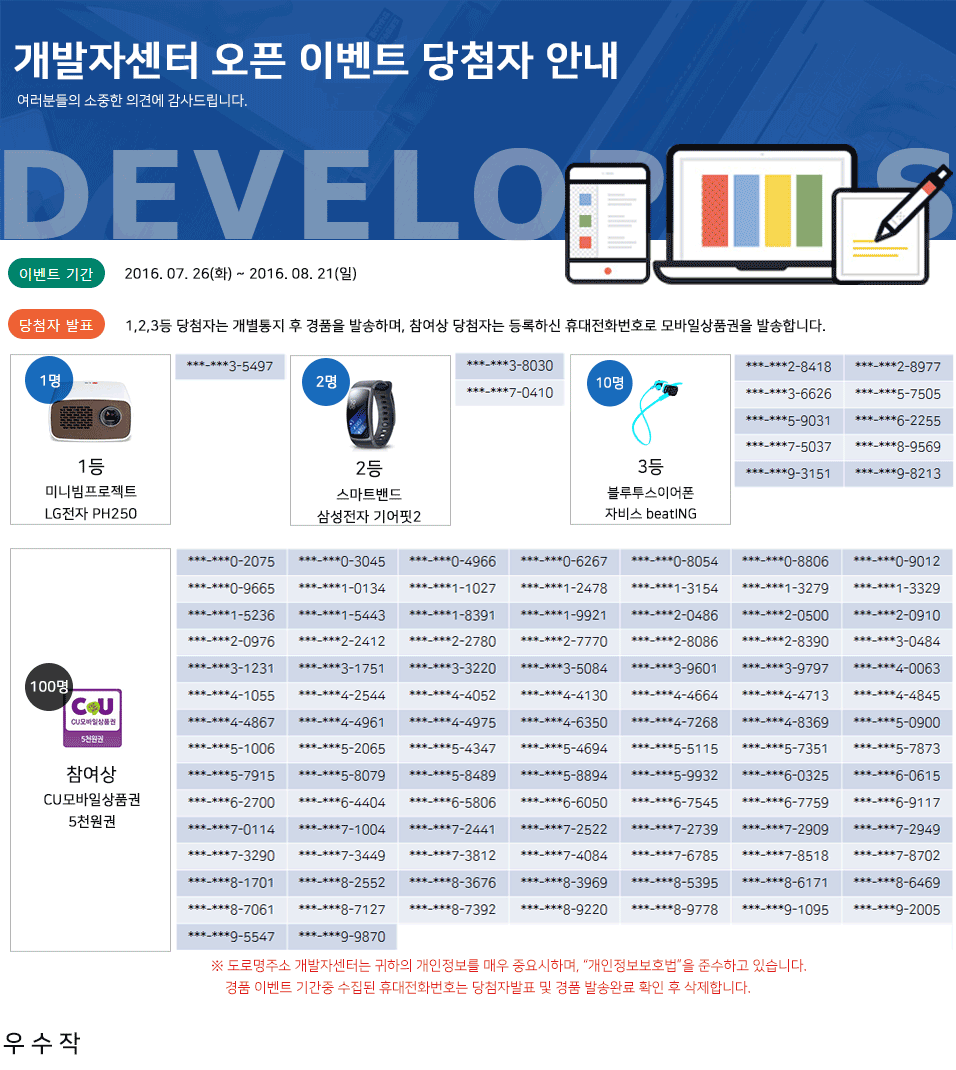 개발자센터 오픈 이벤트 당첨자 안내
여러분들의 소중한 의견에 감사드립니다.
DEVELOPERS
이벤트 기간 2016. 07. 26(화) ~ 2016. 08. 21(일)
당첨자 발표 1,2,3등 당첨자는 개별통지 후 경품을 발송하며, 참여상 당첨자는 등록하신 휴대전화번호로 모바일상품권을 발송합니다.
1명
1등
미니빔프로젝트
LG전자 PH250
***-***3-5497
2명
2등
스마트밴드
삼성전자 기어핏2
***-***3-8030
***-***7-0410
10명
3등
블루투스이어폰
자비스 beatING
***-***2-8418 ***-***2-8977
***-***3-6626 ***-***5-7505
***-***5-9031 ***-***6-2255
***-***7-5037 ***-***8-9569
***-***9-3151 ***-***9-8213
100명
CU
CU모바일상품권
5천원권
참여상
CU모바일상품권
5천원권
***-***0-2075 ***-***0-3045 ***-***0-4966 ***-***0-6267 ***-***0-8054 ***-***0-8806 ***-***0-9012
***-***0-9665 ***-***1-0134 ***-***1-1027 ***-***1-2478 ***-***1-3154 ***-***1-3279 ***-***1-3329
***-***1-5236 ***-***1-5443 ***-***1-8391 ***-***1-9921 ***-***2-0486 ***-***2-0500 ***-***2-0910
***-***2-0976 ***-***2-2412 ***-***2-2780 ***-***2-7770 ***-***2-8086 ***-***2-8390 ***-***3-0484
***-***3-1231 ***-***3-1751 ***-***3-3220 ***-***3-5084 ***-***3-9601 ***-***3-9797 ***-***4-0063
***-***4-1055 ***-***4-2544 ***-***4-4052 ***-***4-4130 ***-***4-4664 ***-***4-4713 ***-***4-4845
***-***4-4867 ***-***4-4961 ***-***4-4975 ***-***4-6350 ***-***4-7268 ***-***4-8369 ***-***5-0900
***-***5-1006 ***-***5-2065 ***-***5-4347 ***-***5-4694 ***-***5-5115 ***-***5-7351 ***-***5-7873
***-***5-7915 ***-***5-8079 ***-***5-8489 ***-***5-8894 ***-***5-9932 ***-***6-0325 ***-***6-0615
***-***6-2700 ***-***6-4404 ***-***6-5806 ***-***6-6050 ***-***6-7545 ***-***6-7759 ***-***6-9117
***-***7-0114 ***-***7-1004 ***-***7-2441 ***-***7-2522 ***-***7-2739 ***-***7-2909 ***-***7-2949
***-***7-3290 ***-***7-3449 ***-***7-3812 ***-***7-4084 ***-***7-6785 ***-***7-8518 ***-***7-8702
***-***8-1701 ***-***8-2552 ***-***8-3676 ***-***8-3969 ***-***8-5395 ***-***8-6171 ***-***8-6469
***-***8-7061 ***-***8-7127 ***-***8-7392 ***-***8-9220 ***-***8-9778 ***-***9-1095 ***-***9-2005
***-***9-5547 ***-***9-9870
※ 도로명주소 개발자센터는 귀하의 개인정보를 매우 중요시하며, “개인정보보호법”을 준수하고 있습니다.
경품 이벤트 기간중 수집된 휴대전화번호는 당첨자발표 및 경품 발송완료 확인 후 삭제합니다.
우 수 작